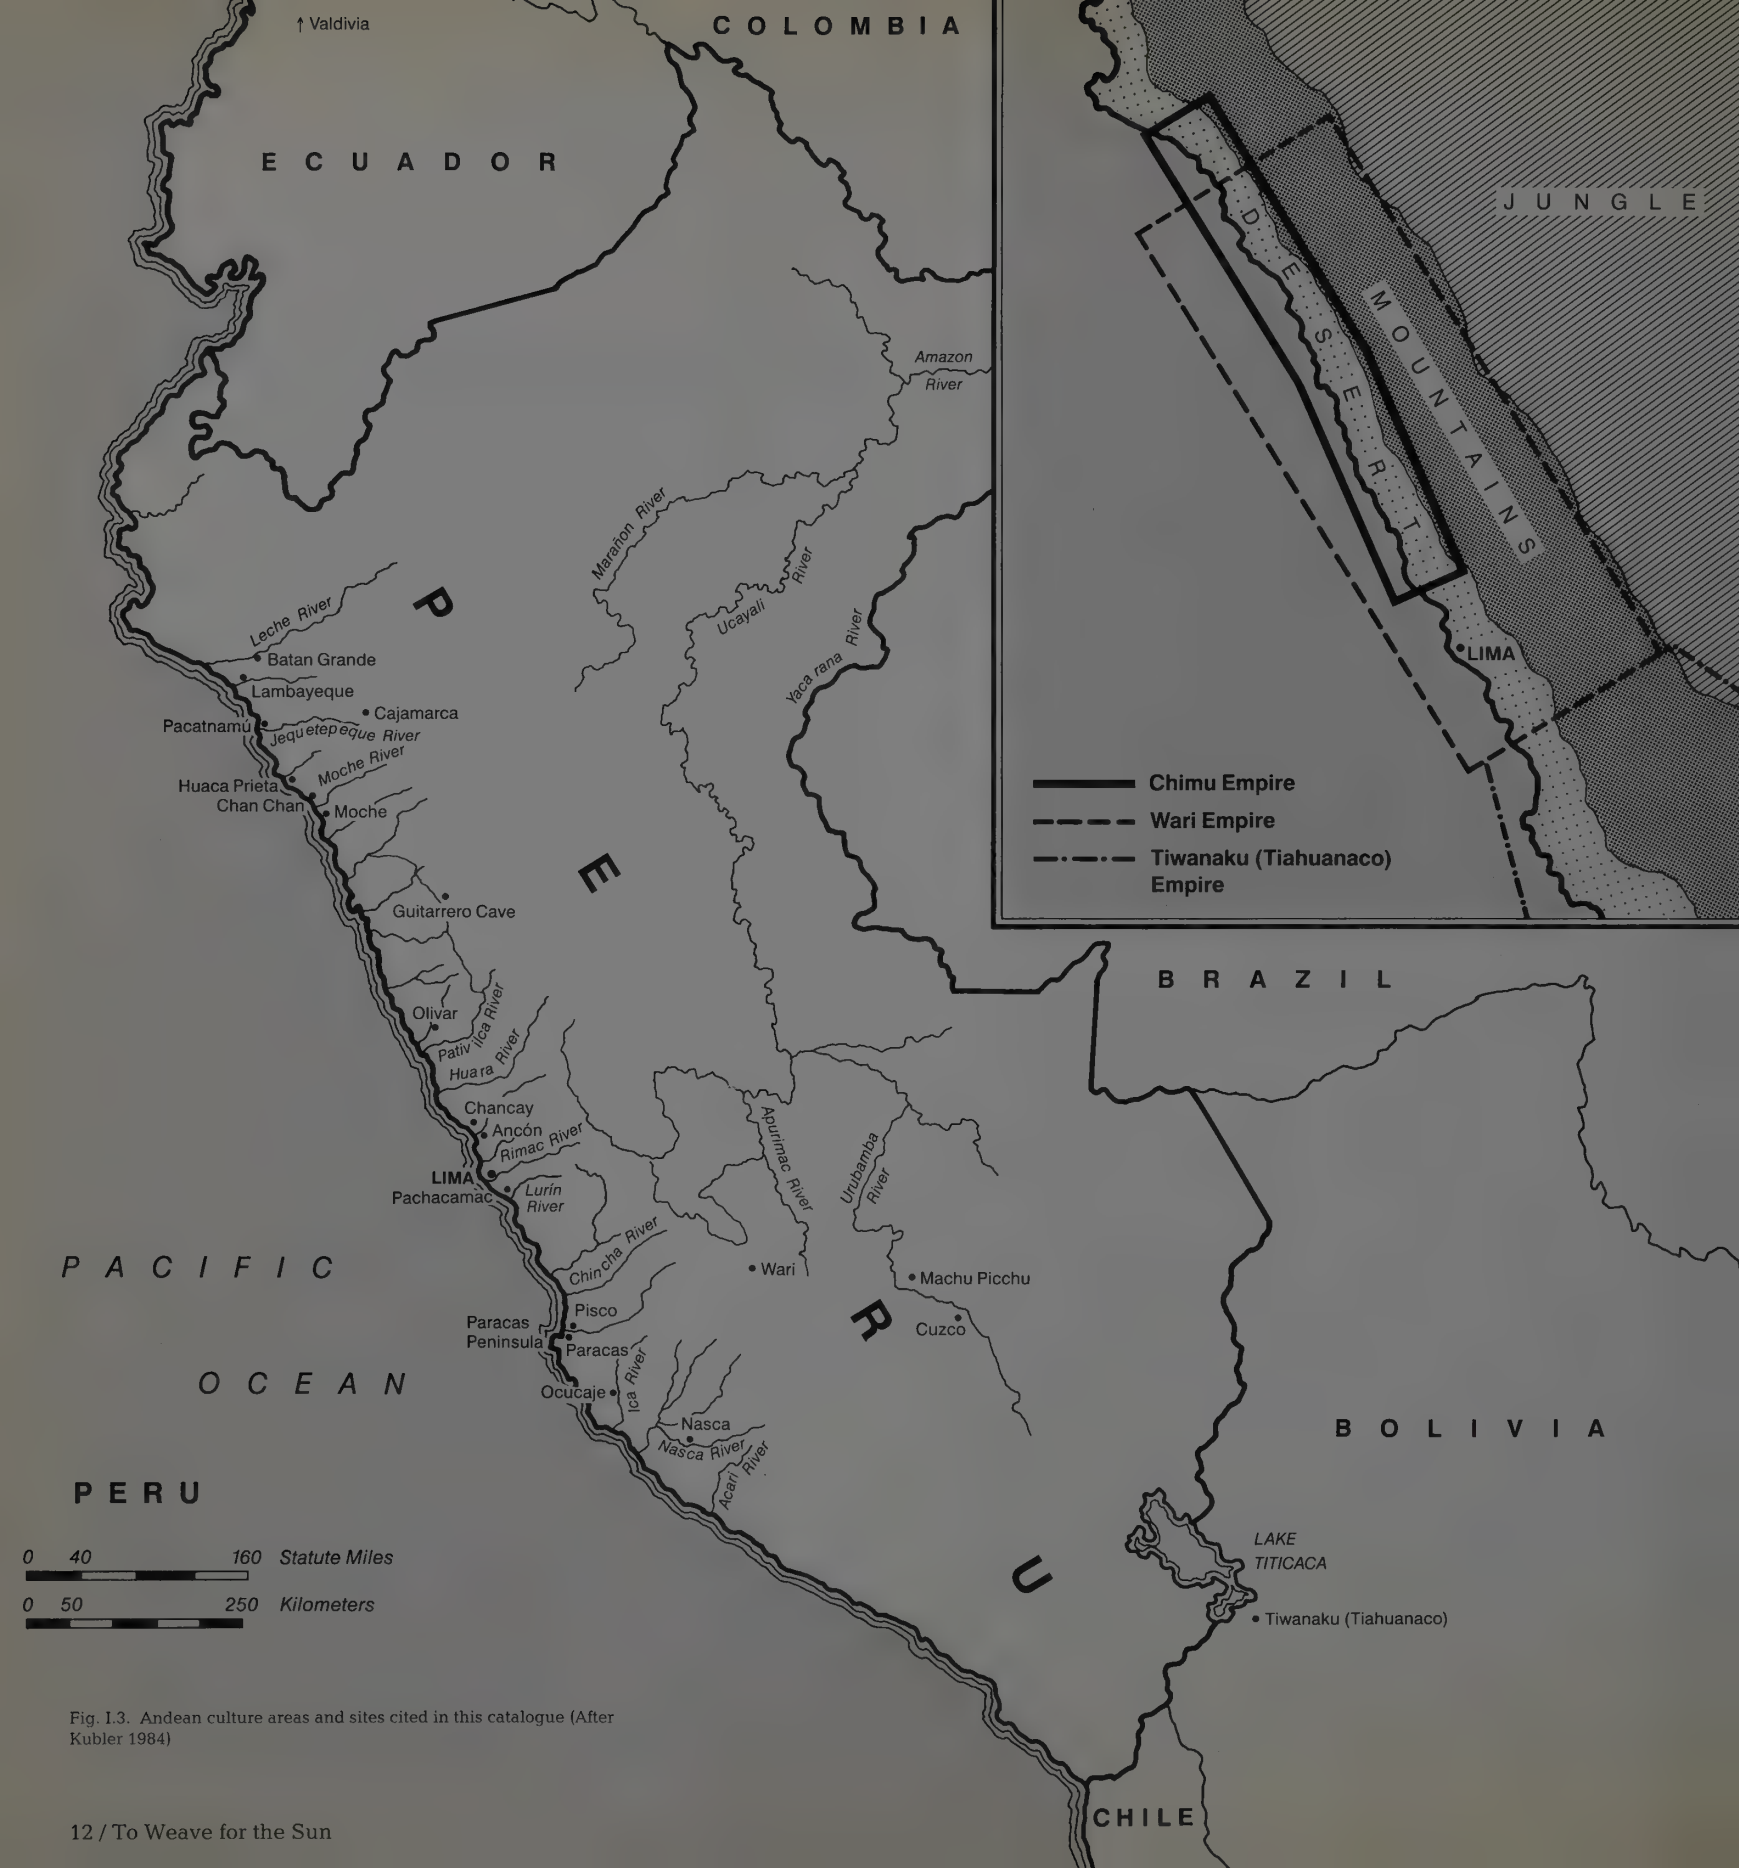 ↑ Valdivia
COLOMBIA
ECUADOR
JUNGLE
DESERT
MOUNTAINS
Amazon
River
Marañon River
Ucayali River
Yacarana River
Leche River
Batan Grande
Lambayeque
Cajamarca
Pacatnamú
Jequetepeque River
Moche River
Huaca Prieta
Chan Chan
Moche
LIMA
Chimu Empire
Wari Empire
Tiwanaku (Tiahuanaco)
Empire
Guitarrero Cave
BRAZIL
Olivar
Pativilca River
Huara River
Chancay
Ancón
Rimac River
LIMA
Pachacamac
Lurín
River
Apurimac River
Urubamba
River
Chincha River
PACIFIC
OCEAN
Wari
Machu Picchu
Cuzco
Pisco
Paracas
Peninsula
Paracas
Ica River
Ocucaje
Nasca
Nasca River
Acari River
PERU
BOLIVIA
PERU
0 40 160 Statute Miles
0 50 250 Kilometers
LAKE
TITICACA
Tiwanaku (Tiahuanaco)
CHILE
Fig. I.3. Andean culture areas and sites cited in this catalogue (After
Kubler 1984)
12 / To Weave for the Sun